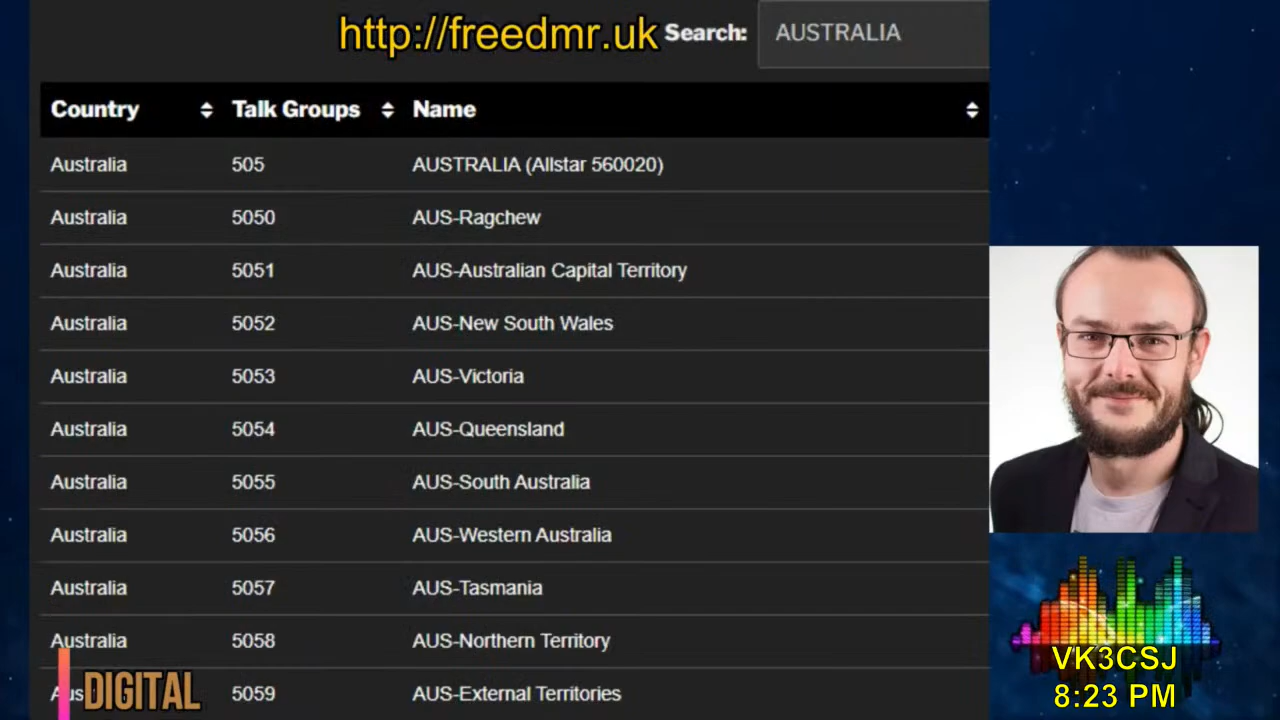 http://freedmr.uk Search: AUSTRALIA
Country Talk Groups Name
Australia 505 AUSTRALIA (Allstar 560020)
Australia 5050 AUS-Ragchew
Australia 5051 AUS-Australian Capital Territory
Australia 5052 AUS-New South Wales
Australia 5053 AUS-Victoria
Australia 5054 AUS-Queensland
Australia 5055 AUS-South Australia
Australia 5056 AUS-Western Australia
Australia 5057 AUS-Tasmania
Australia 5058 AUS-Northern Territory
5059 AUS-External Territories
DIGITAL
VK3CSJ
8:23 PM